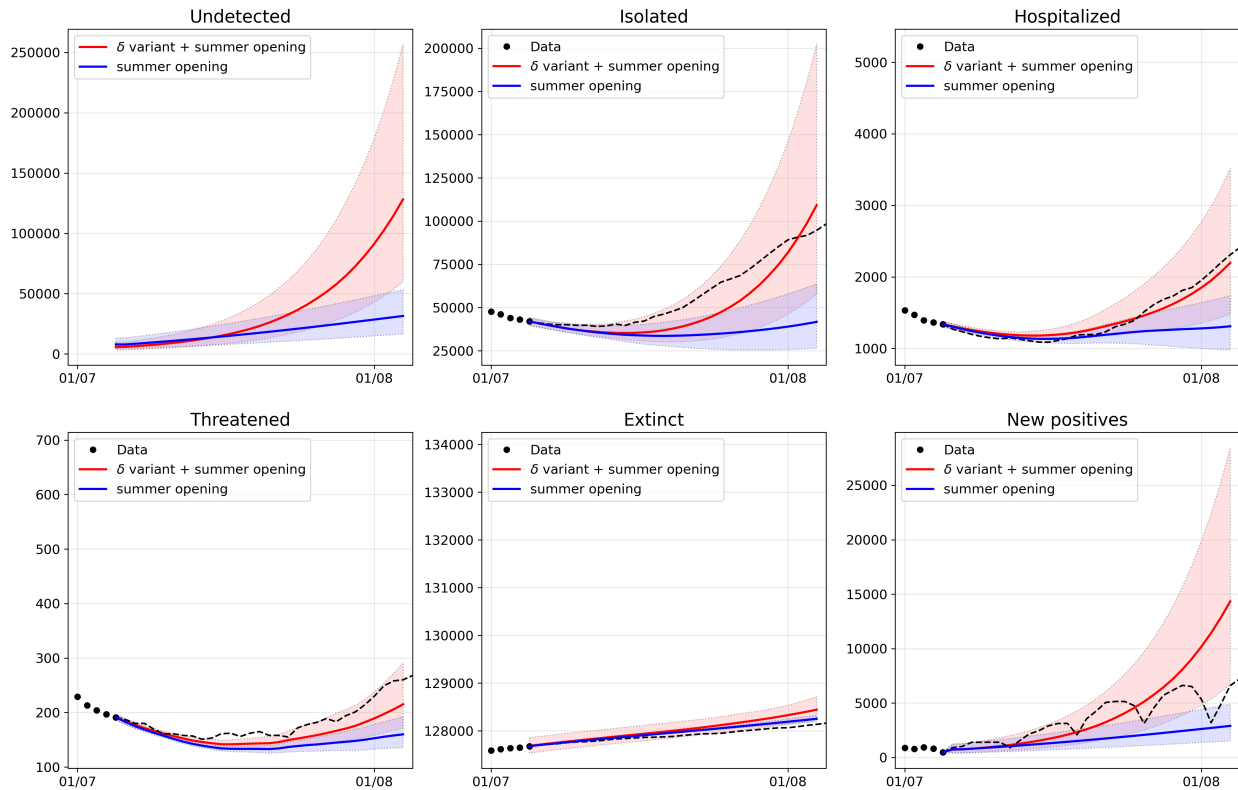 Undetected
δ variant + summer opening
summer opening
250000
200000
150000
100000
50000
0
01/07
01/08
Isolated
Data
δ variant + summer opening
summer opening
200000
175000
150000
125000
100000
75000
50000
25000
01/07
01/08
Hospitalized
Data
δ variant + summer opening
summer opening
5000
4000
3000
2000
1000
01/07
01/08
Threatened
Data
δ variant + summer opening
summer opening
700
600
500
400
300
200
100
01/07
01/08
Extinct
Data
δ variant + summer opening
summer opening
134000
133000
132000
131000
130000
129000
128000
01/07
01/08
New positives
Data
δ variant + summer opening
summer opening
25000
20000
15000
10000
5000
0
01/07
01/08